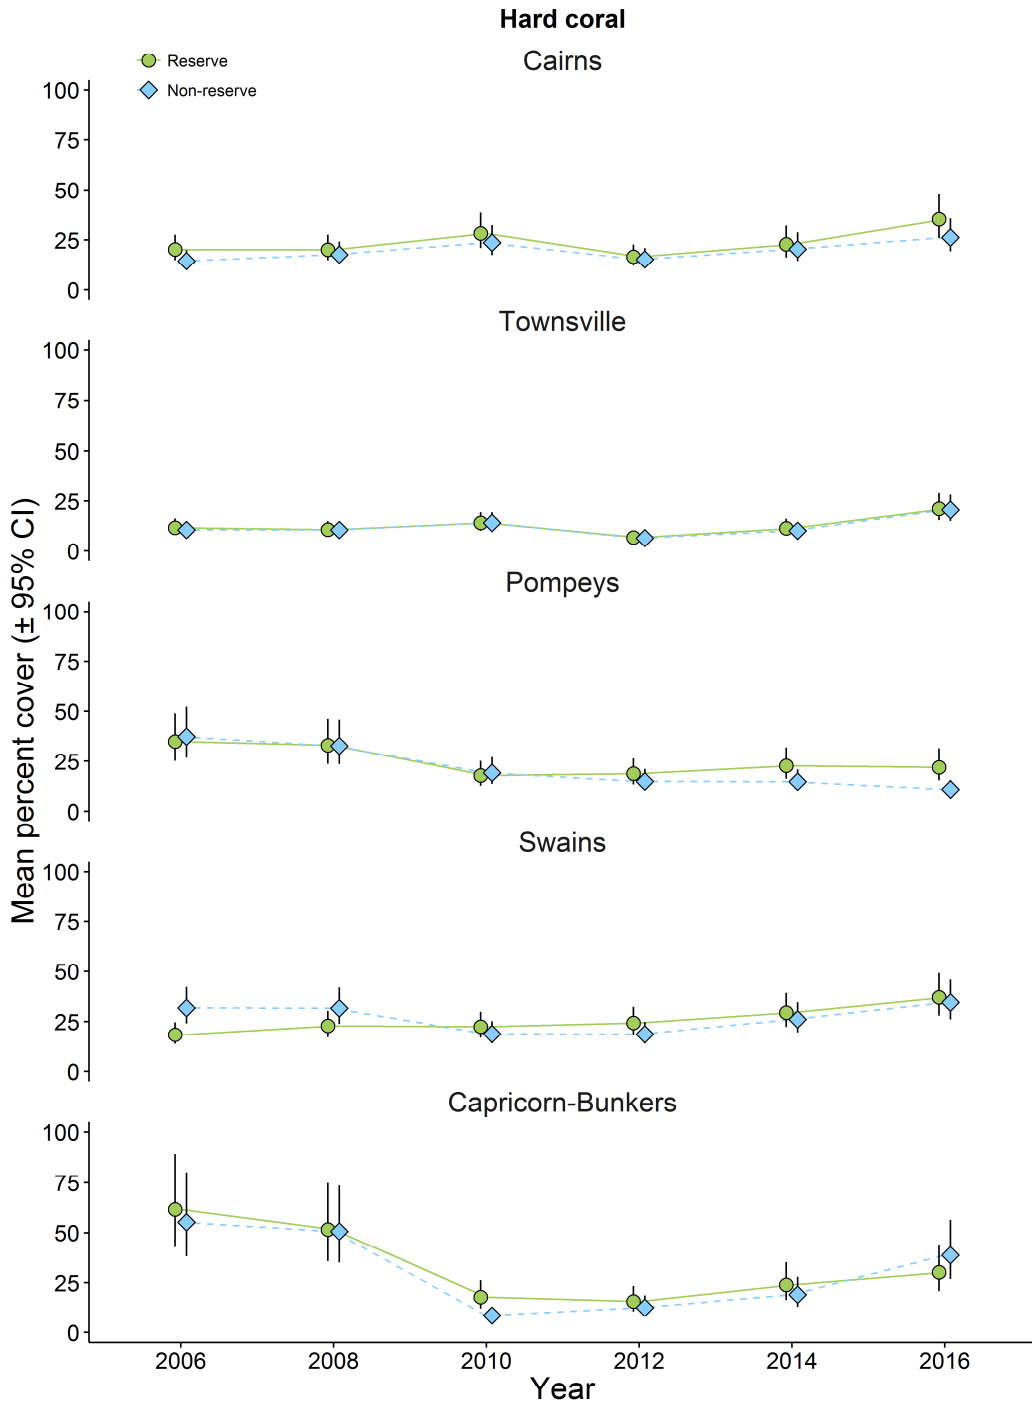 Hard coral
Cairns
Reserve
Non-reserve
100
75
50
25
0
Townsville
100
75
50
25
0
Pompeys
100
75
50
25
0
Swains
100
75
50
25
0
Capricorn-Bunkers
100
75
50
25
0
Mean percent cover (± 95% CI)
2006 2008 2010 2012 2014 2016
Year